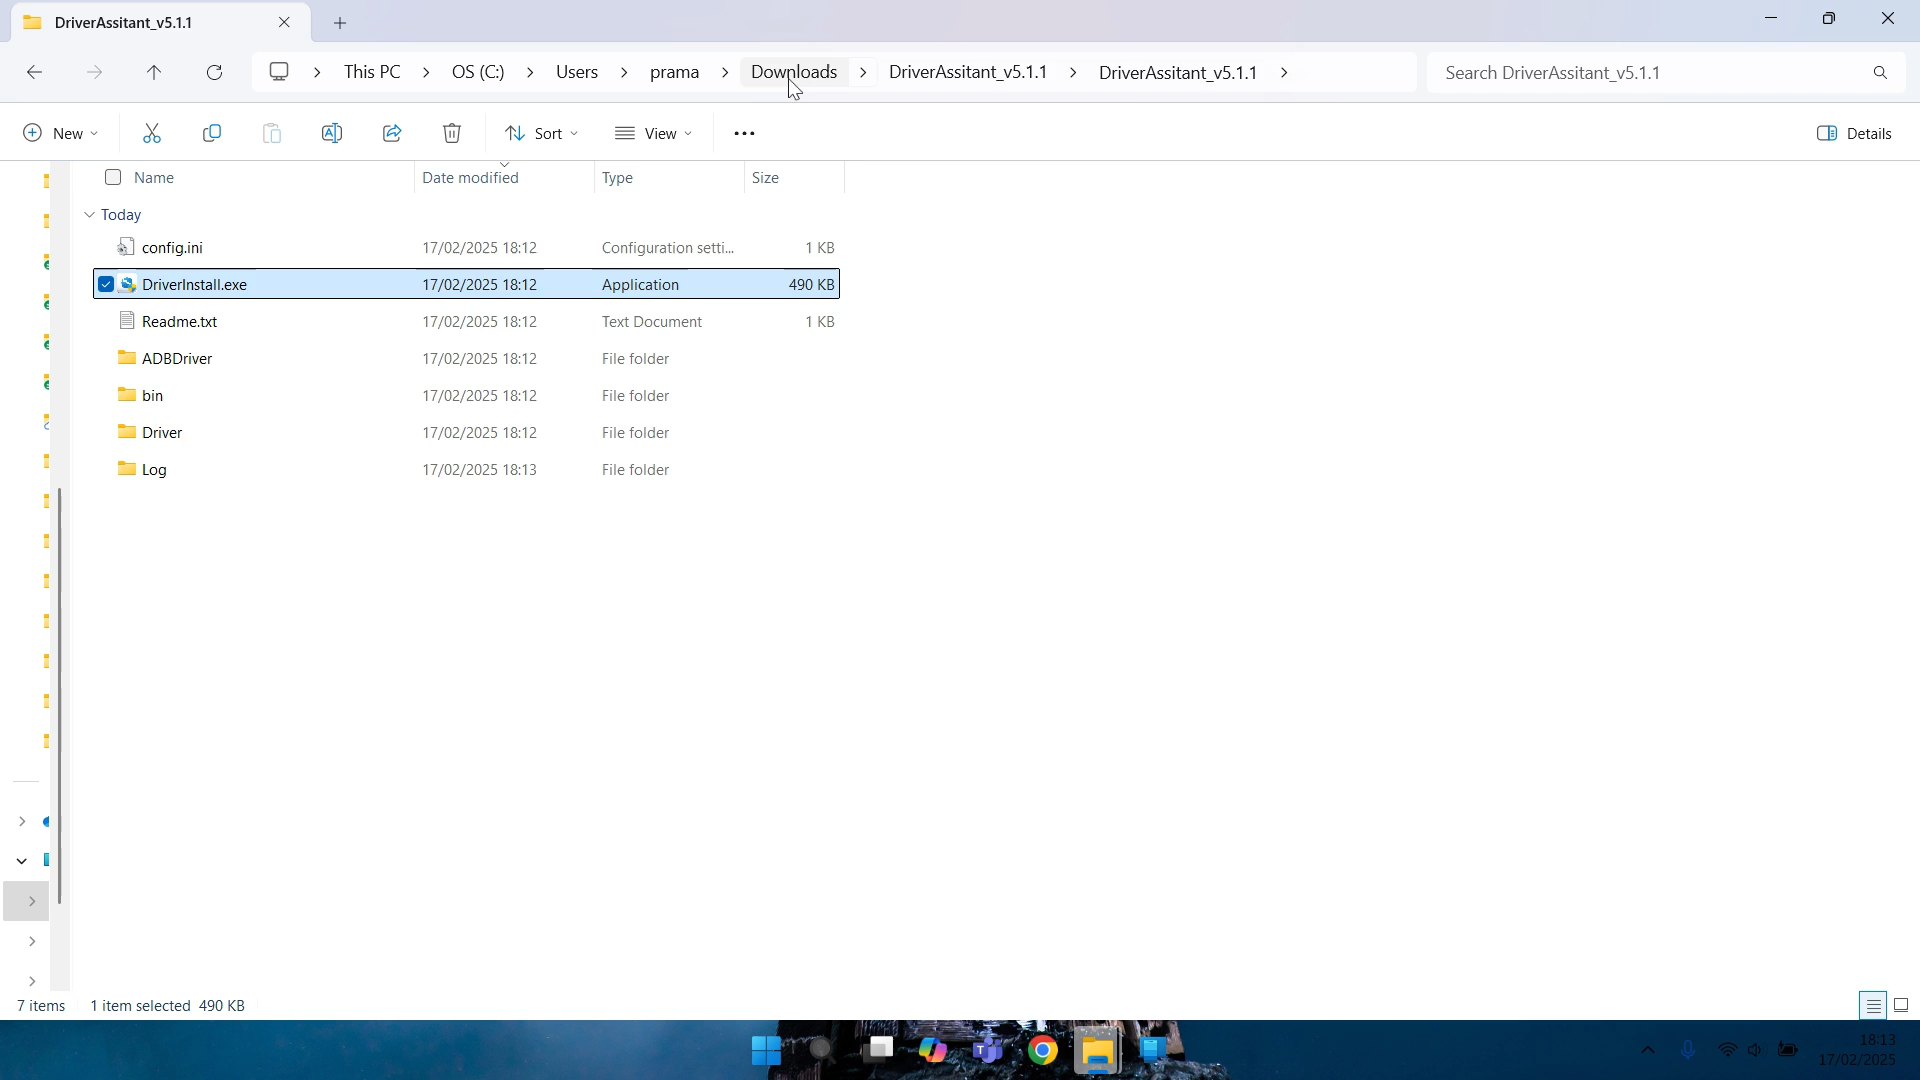 DriverAssitant_v5.1.1
This PC > OS (C:) > Users > prama > Downloads > DriverAssitant_v5.1.1 > DriverAssitant_v5.1.1 >
Search DriverAssitant_v5.1.1
New Sort View Details
Name Date modified Type Size
Today
config.ini 17/02/2025 18:12 Configuration setti... 1 KB
DriverInstall.exe 17/02/2025 18:12 Application 490 KB
Readme.txt 17/02/2025 18:12 Text Document 1 KB
ADBDriver 17/02/2025 18:12 File folder
bin 17/02/2025 18:12 File folder
Driver 17/02/2025 18:12 File folder
Log 17/02/2025 18:13 File folder
7 items 1 item selected 490 KB
18:13
17/02/2025